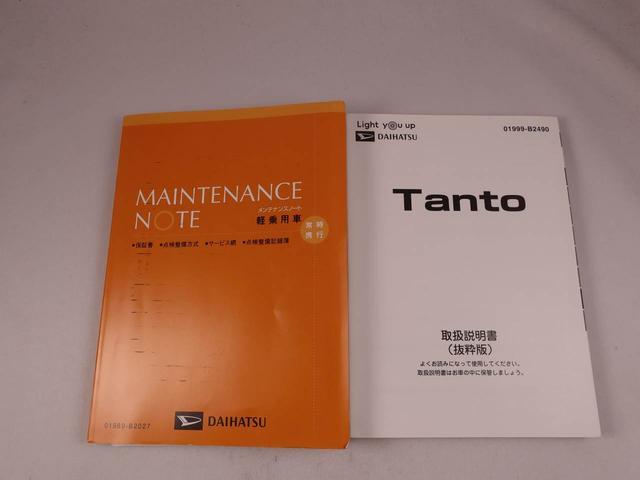 MAINTENANCE
NOTE
メンテナンスノート
軽乗用車
常時
携行
●保証書 ●点検整備方式 ●サービス網 ●点検整備記録簿
01999-B2027
DAIHATSU
Light you up
DAIHATSU
01999-B2490
Tanto
取扱説明書
（抜粋版）
よくお読みになって使用してください。
取扱説明書はお車の中に保管しましょう。